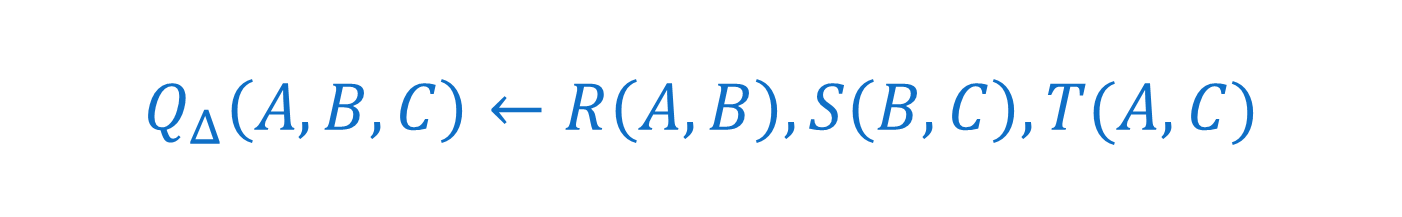 Q_Δ(A, B, C) ← R(A, B), S(B, C), T(A, C)